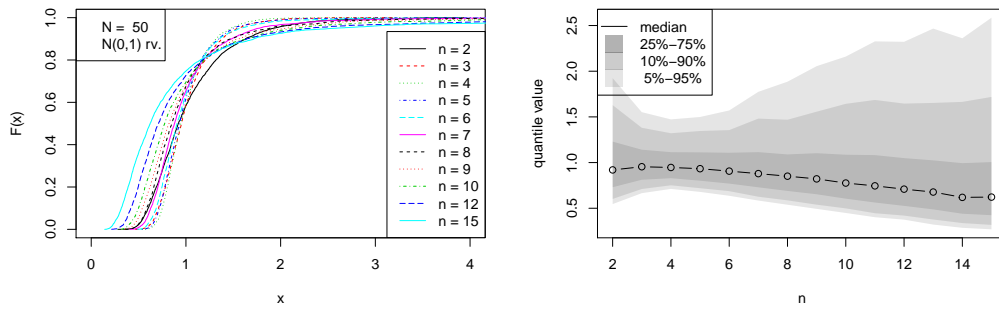 N = 50
N(0,1) rv.
n = 2
n = 3
n = 4
n = 5
n = 6
n = 7
n = 8
n = 9
n = 10
n = 12
n = 15
0.0 0.2 0.4 0.6 0.8 1.0
F(x)
0 1 2 3 4
x
median
25%−75%
10%−90%
5%−95%
0.5 1.0 1.5 2.0 2.5
quantile value
2 4 6 8 10 12 14
n